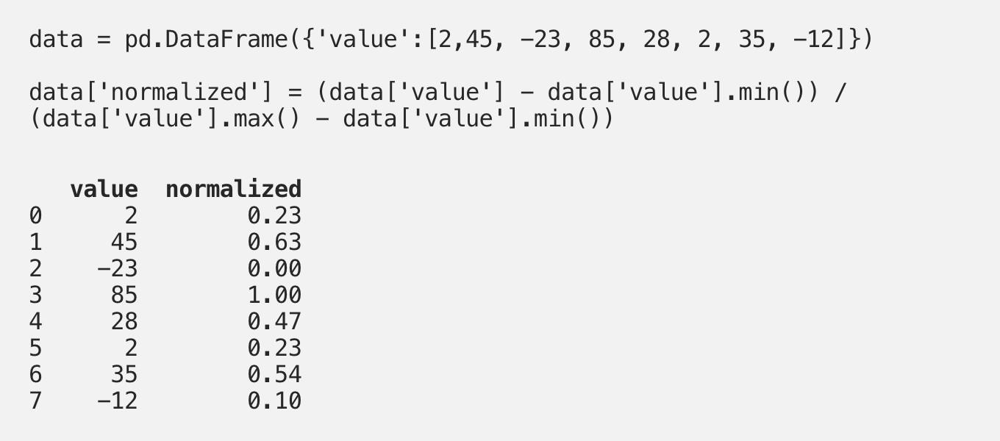 data = pd.DataFrame({'value':[2,45, −23, 85, 28, 2, 35, −12]})
data['normalized'] = (data['value'] − data['value'].min()) /
(data['value'].max() − data['value'].min())
value normalized
0 2 0.23
1 45 0.63
2 −23 0.00
3 85 1.00
4 28 0.47
5 2 0.23
6 35 0.54
7 −12 0.10